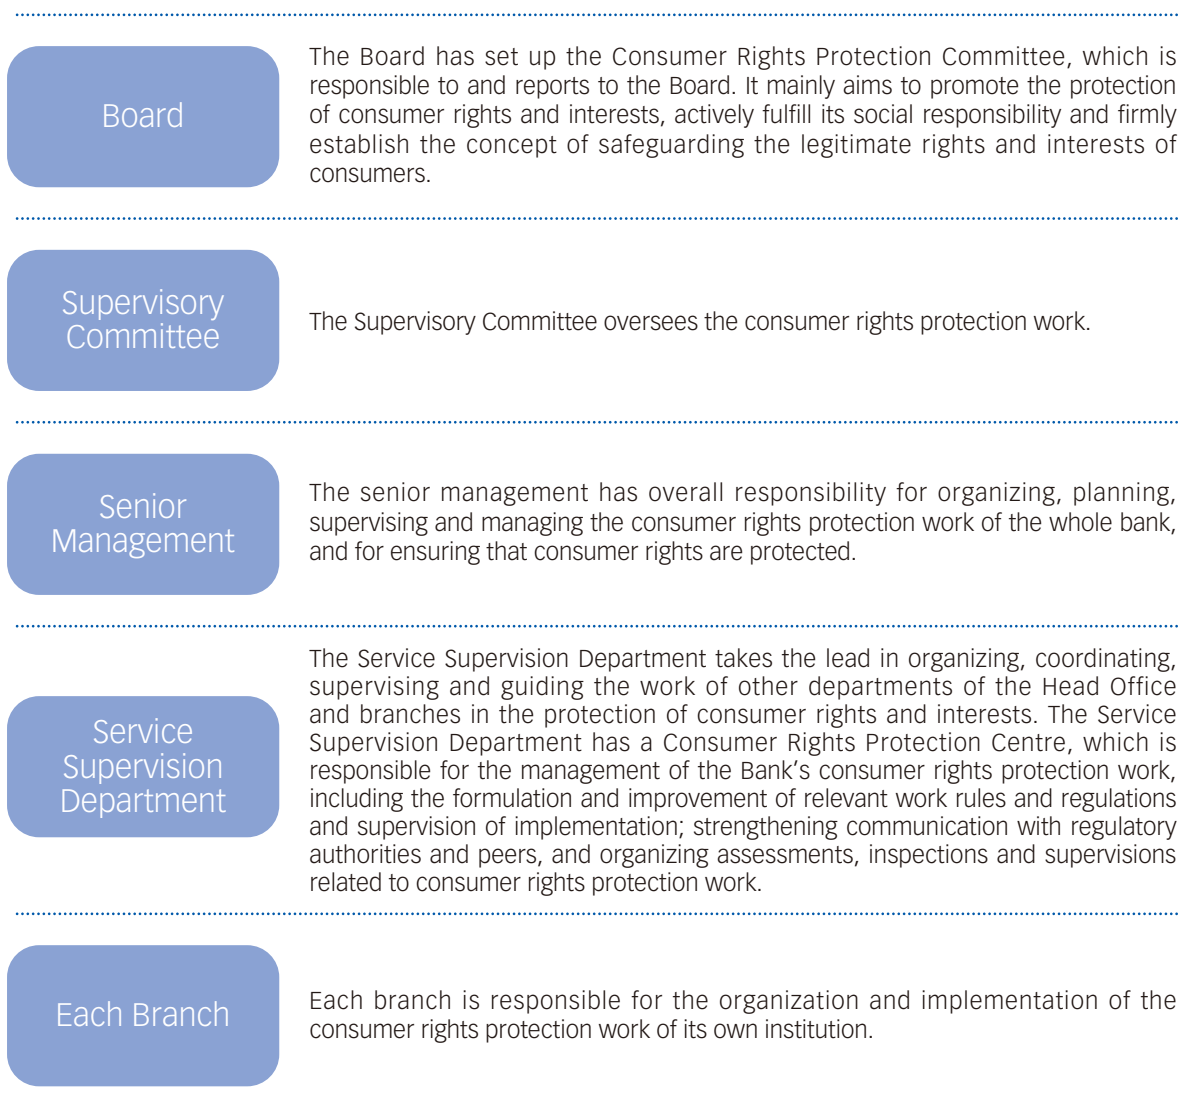 Board
The Board has set up the Consumer Rights Protection Committee, which is
responsible to and reports to the Board. It mainly aims to promote the protection
of consumer rights and interests, actively fulfill its social responsibility and firmly
establish the concept of safeguarding the legitimate rights and interests of
consumers.
Supervisory
Committee
The Supervisory Committee oversees the consumer rights protection work.
Senior
Management
The senior management has overall responsibility for organizing, planning,
supervising and managing the consumer rights protection work of the whole bank,
and for ensuring that consumer rights are protected.
Service
Supervision
Department
The Service Supervision Department takes the lead in organizing, coordinating,
supervising and guiding the work of other departments of the Head Office
and branches in the protection of consumer rights and interests. The Service
Supervision Department has a Consumer Rights Protection Centre, which is
responsible for the management of the Bank's consumer rights protection work,
including the formulation and improvement of relevant work rules and regulations
and supervision of implementation; strengthening communication with regulatory
authorities and peers, and organizing assessments, inspections and supervisions
related to consumer rights protection work.
Each Branch
Each branch is responsible for the organization and implementation of the
consumer rights protection work of its own institution.